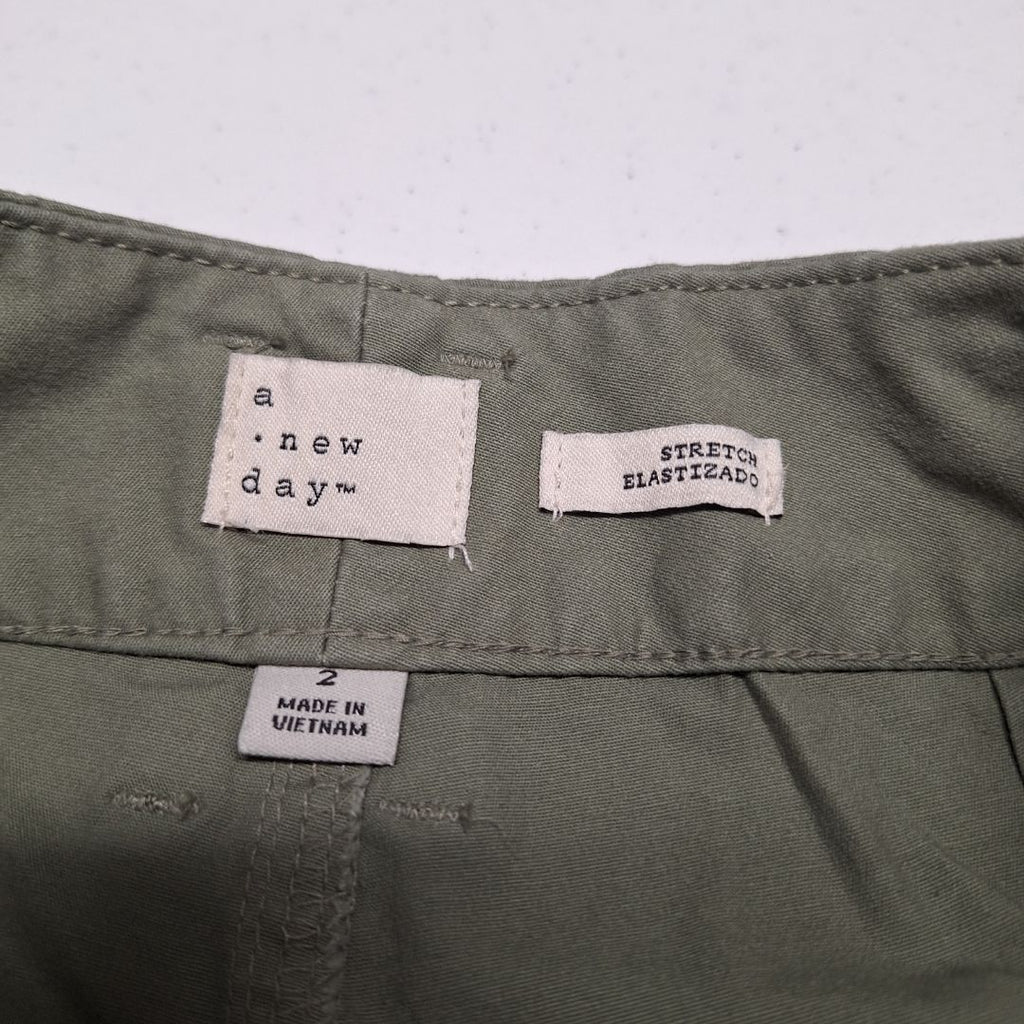 a
·new
day™
STRETCH
ELASTIZADO
2
MADE IN
VIETNAM